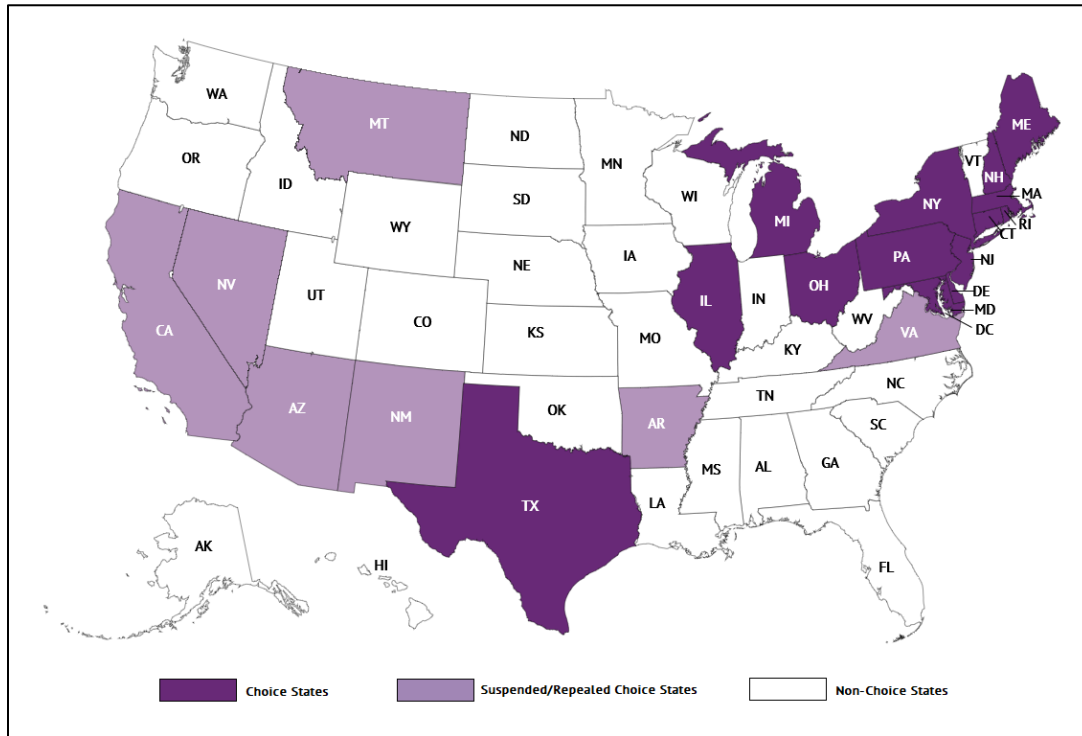 WA
MT
ND
MN
ME
VT
NH
OR
ID
SD
WI
MI
NY
MA
RI
CT
WY
IA
PA
NJ
NE
NV
UT
IL
IN
OH
DE
MD
DC
CA
CO
KS
MO
WV
VA
KY
NC
TN
AZ
NM
OK
AR
SC
MS
AL
GA
TX
LA
AK
HI
FL
Choice States
Suspended/Repealed Choice States
Non-Choice States